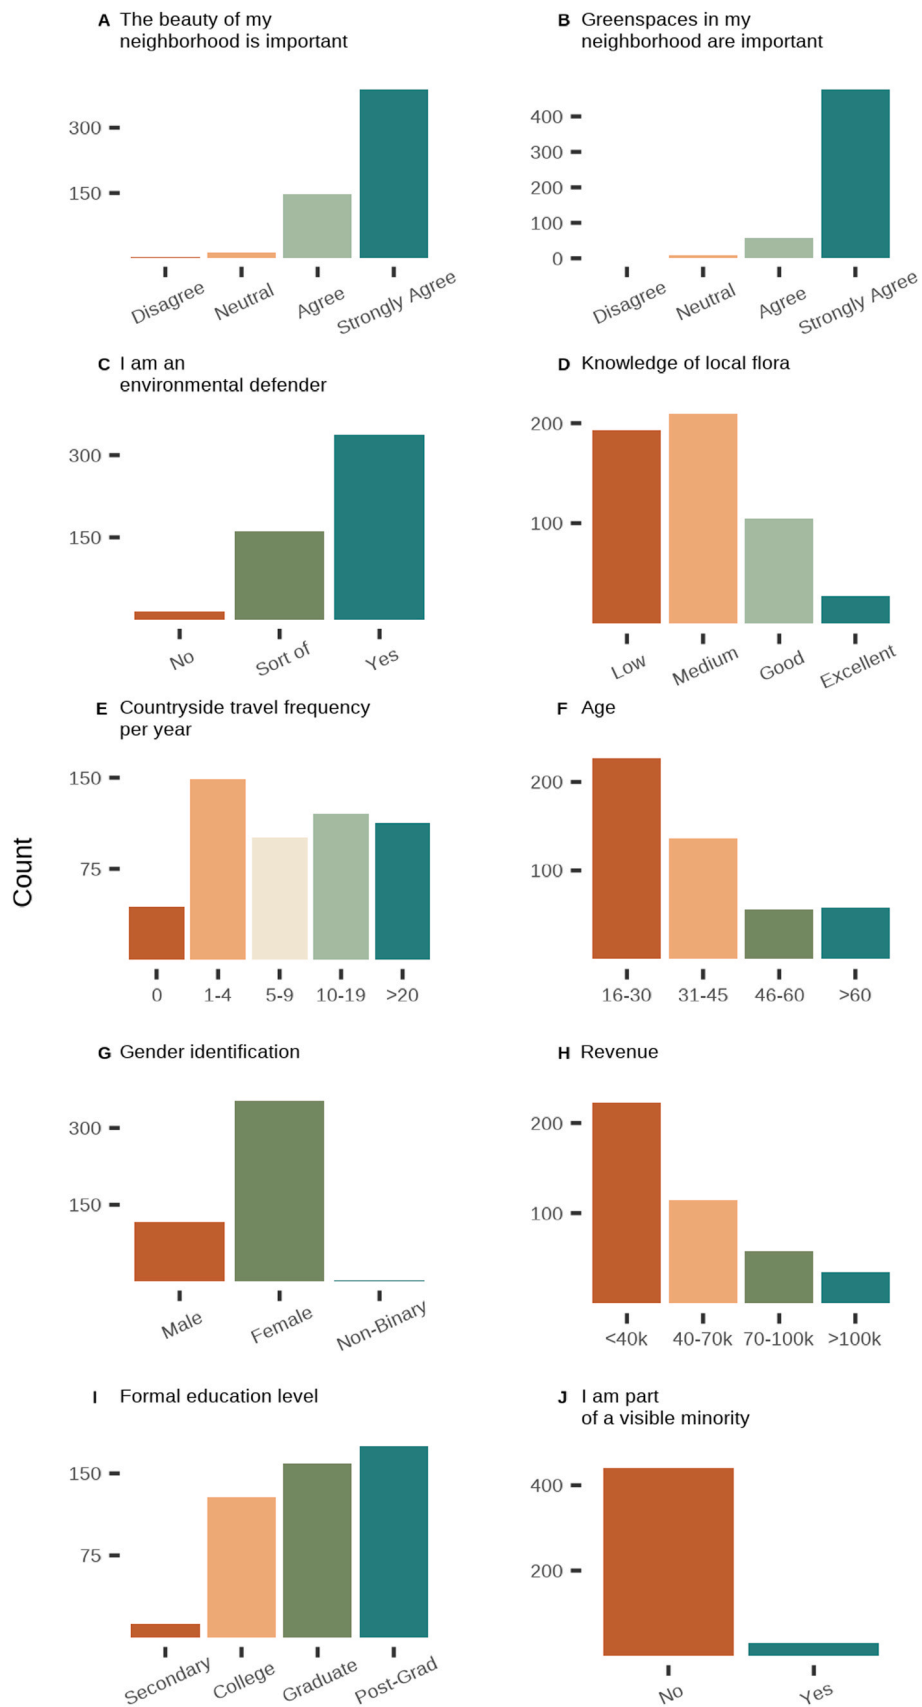 A The beauty of my
neighborhood is important
300
150
Disagree Neutral Agree Strongly Agree
B Greenspaces in my
neighborhood are important
400
300
200
100
0
Disagree Neutral Agree Strongly Agree
C I am an
environmental defender
300
150
No Sort of Yes
D Knowledge of local flora
200
100
Low Medium Good Excellent
E Countryside travel frequency
per year
150
75
0 1-4 5-9 10-19 >20
F Age
200
100
16-30 31-45 46-60 >60
Count
G Gender identification
300
150
Male Female Non-Binary
H Revenue
200
100
<40k 40-70k 70-100k >100k
I Formal education level
150
75
Secondary College Graduate Post-Grad
J I am part
of a visible minority
400
200
No Yes